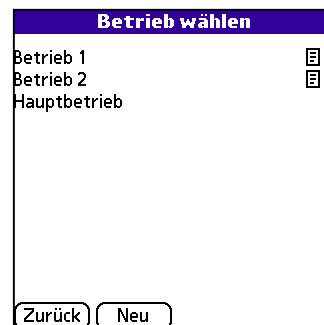 Betrieb wählen
Betrieb 1
Betrieb 2
Hauptbetrieb
Zurück Neu